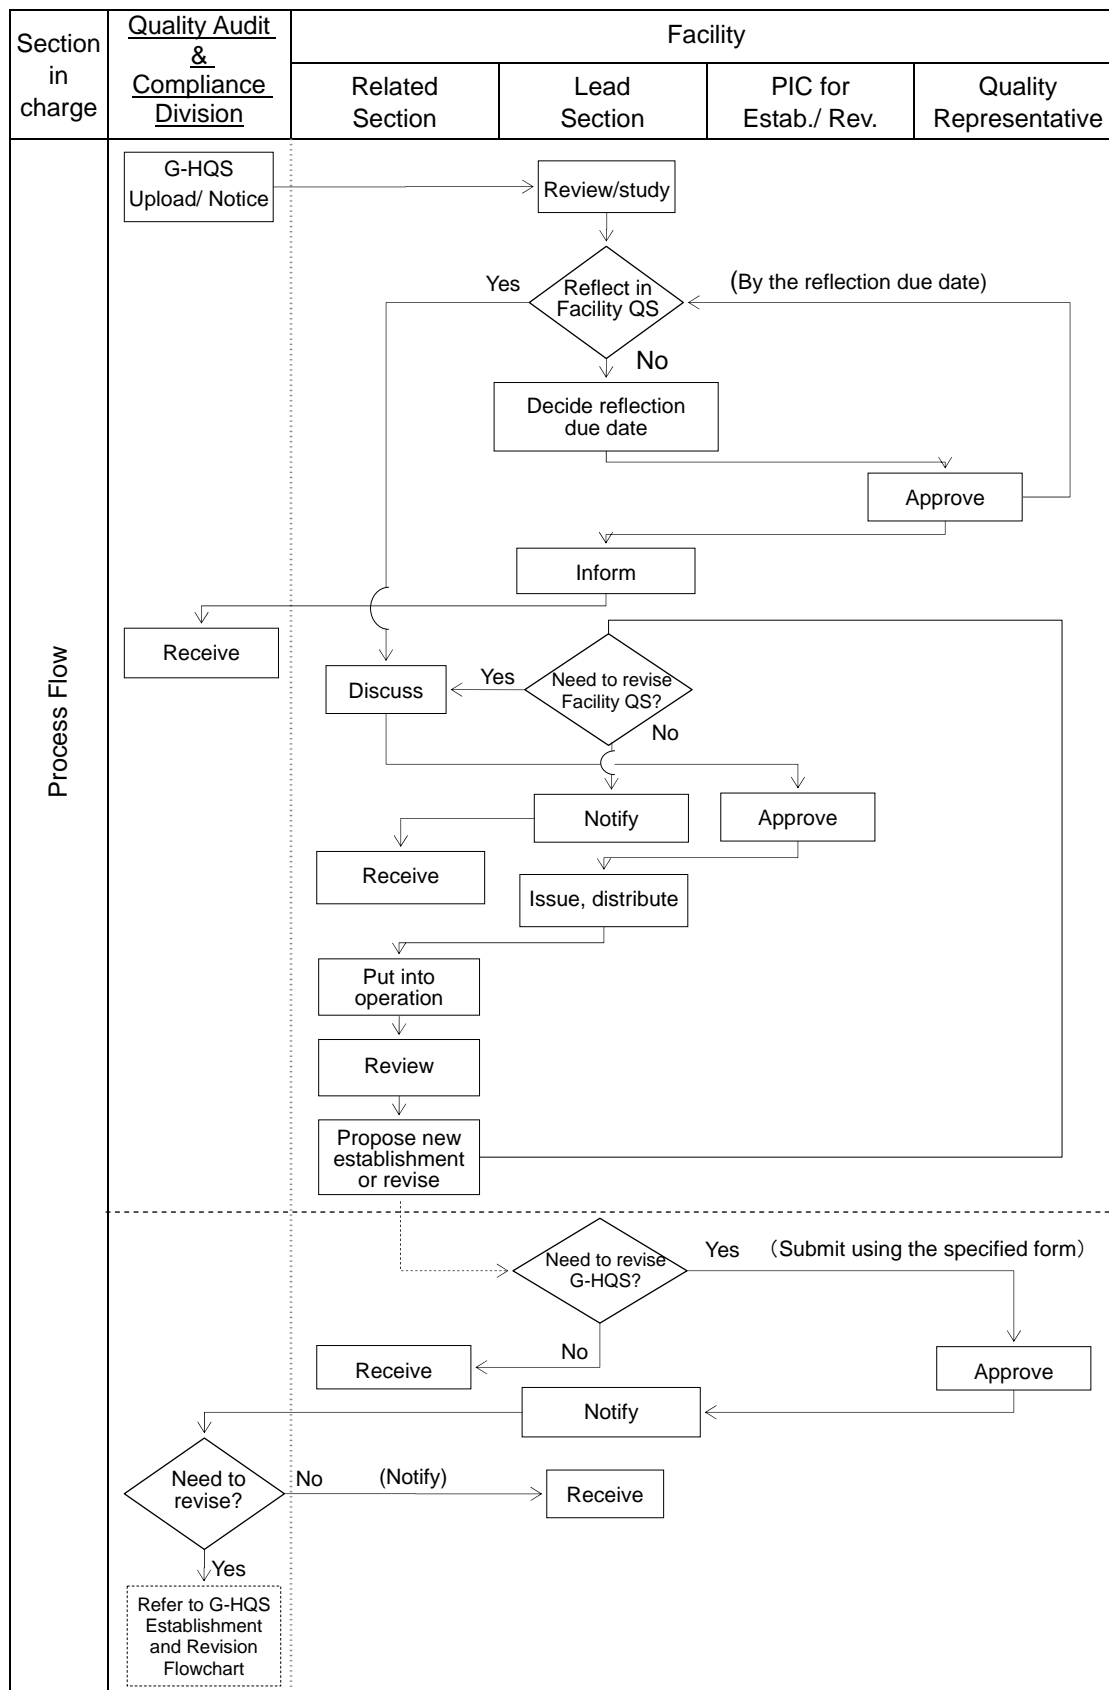 Section
in
charge
Quality Audit
&
Compliance
Division
Facility
Related
Section
Lead
Section
PIC for
Estab./ Rev.
Quality
Representative
Process Flow
G-HQS
Upload/ Notice
Review/study
Yes
Reflect in
Facility QS
(By the reflection due date)
No
Decide reflection
due date
Approve
Inform
Receive
Discuss
Yes
Need to revise
Facility QS?
No
Notify
Approve
Receive
Issue, distribute
Put into
operation
Review
Propose new
establishment
or revise
Need to revise
G-HQS?
Yes （Submit using the specified form）
No
Receive
Approve
Notify
Need to
revise?
No
(Notify)
Receive
Yes
Refer to G-HQS
Establishment
and Revision
Flowchart